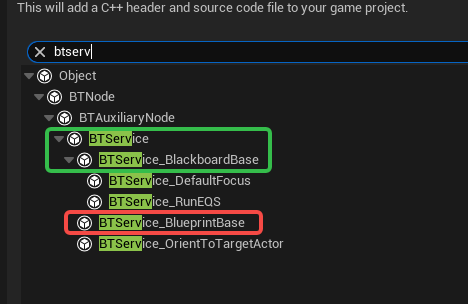 This will add a C++ header and source code file to your game project.
btserv
Object
BTNode
BTAuxiliaryNode
BTService
BTService_BlackboardBase
BTService_DefaultFocus
BTService_RunEQS
BTService_BlueprintBase
BTService_OrientToTargetActor